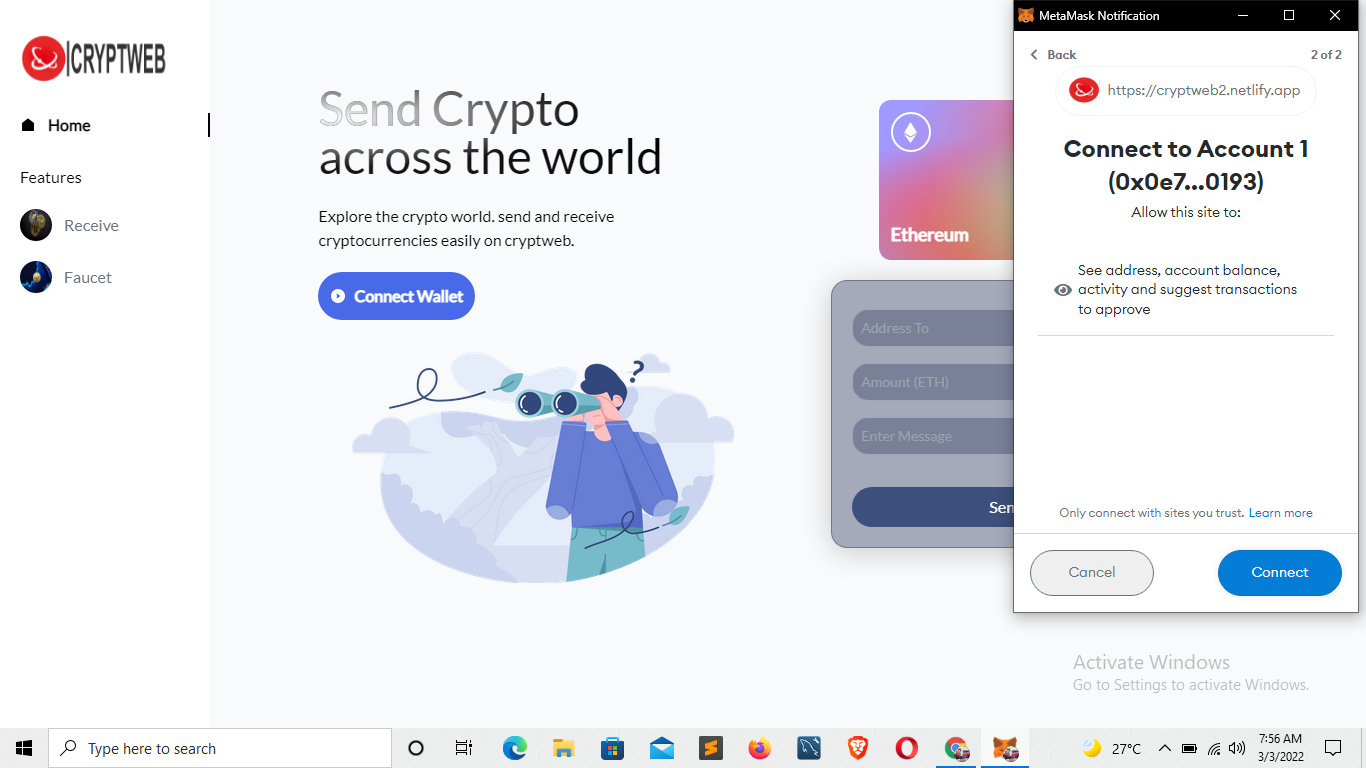 |CRYPTWEB
Home
Features
Receive
Faucet
Send Crypto
across the world
Explore the crypto world. send and receive
cryptocurrencies easily on cryptweb.
Connect Wallet
?
Ethereum
Address To
Amount (ETH)
Enter Message
Sen
MetaMask Notification
Back
2 of 2
https://cryptweb2.netlify.app
Connect to Account 1
(0x0e7...0193)
Allow this site to:
See address, account balance,
activity and suggest transactions
to approve
Only connect with sites you trust. Learn more
Cancel
Connect
Activate Windows
Go to Settings to activate Windows.
Type here to search
27°C
7:56 AM
3/3/2022